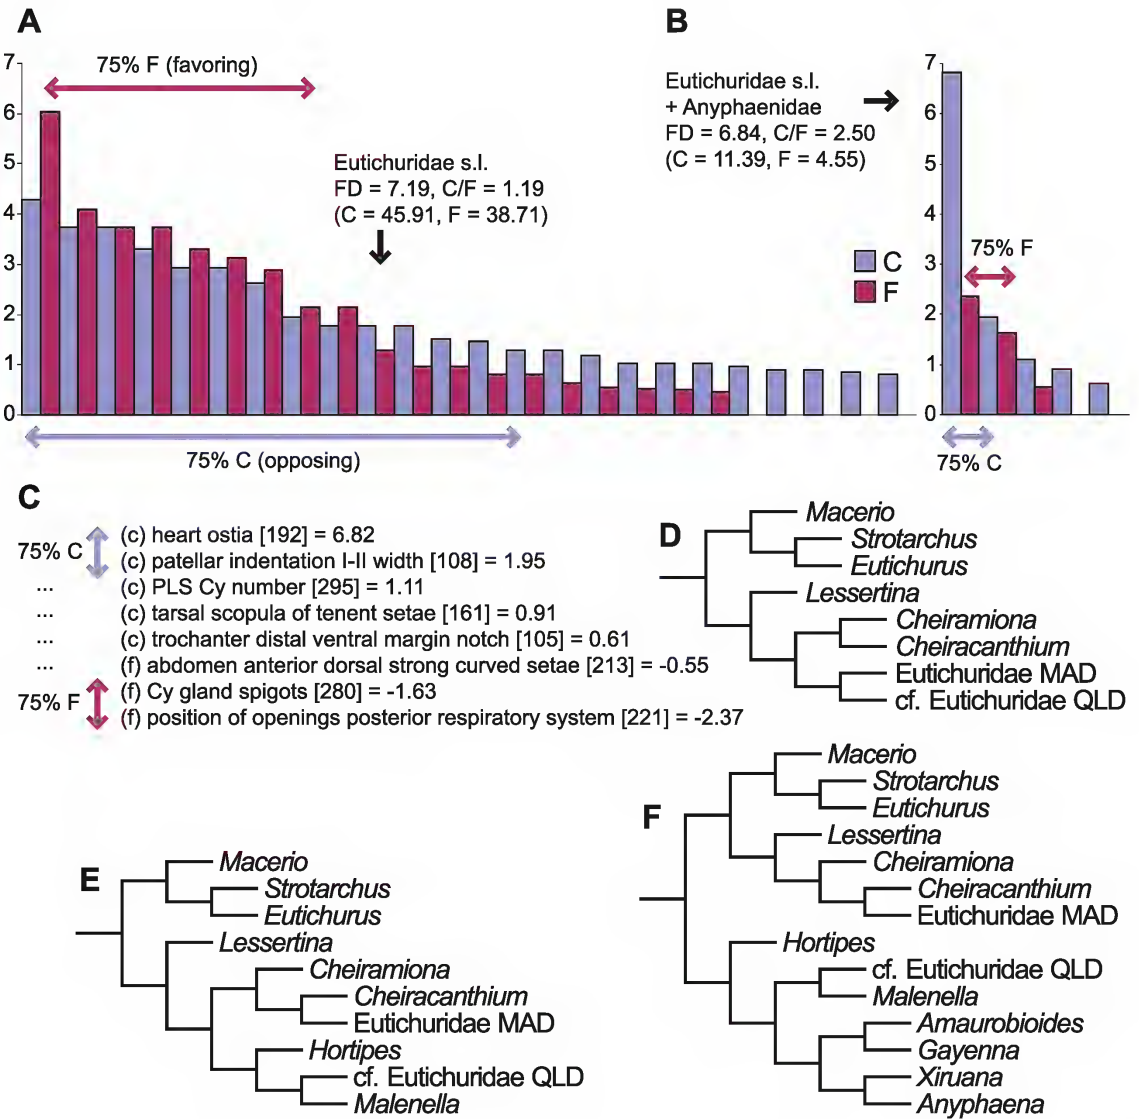 A
75% F (favoring)
7
6
5
4
3
2
1
0
Eutichuridae s.l.
FD = 7.19, C/F = 1.19
(C = 45.91, F = 38.71)
75% C (opposing)
C
F
B
Eutichuridae s.l.
+ Anyphaenidae
FD = 6.84, C/F = 2.50
(C = 11.39, F = 4.55)
7
6
5
4
3
2
1
0
75% F
75% C
C
75% C
(c) heart ostia [192] = 6.82
(c) patellar indentation I-II width [108] = 1.95
... (c) PLS Cy number [295] = 1.11
... (c) tarsal scopula of tenent setae [161] = 0.91
... (c) trochanter distal ventral margin notch [105] = 0.61
... (f) abdomen anterior dorsal strong curved setae [213] = -0.55
75% F
(f) Cy gland spigots [280] = -1.63
(f) position of openings posterior respiratory system [221] = -2.37
D
Macerio
Strotarchus
Eutichurus
Lessertina
Cheiramiona
Cheiracanthium
Eutichuridae MAD
cf. Eutichuridae QLD
E
Macerio
Strotarchus
Eutichurus
Lessertina
Cheiramiona
Cheiracanthium
Eutichuridae MAD
Hortipes
cf. Eutichuridae QLD
Malenella
F
Macerio
Strotarchus
Eutichurus
Lessertina
Cheiramiona
Cheiracanthium
Eutichuridae MAD
Hortipes
cf. Eutichuridae QLD
Malenella
Amaurobioides
Gayenna
Xiruana
Anyphaena